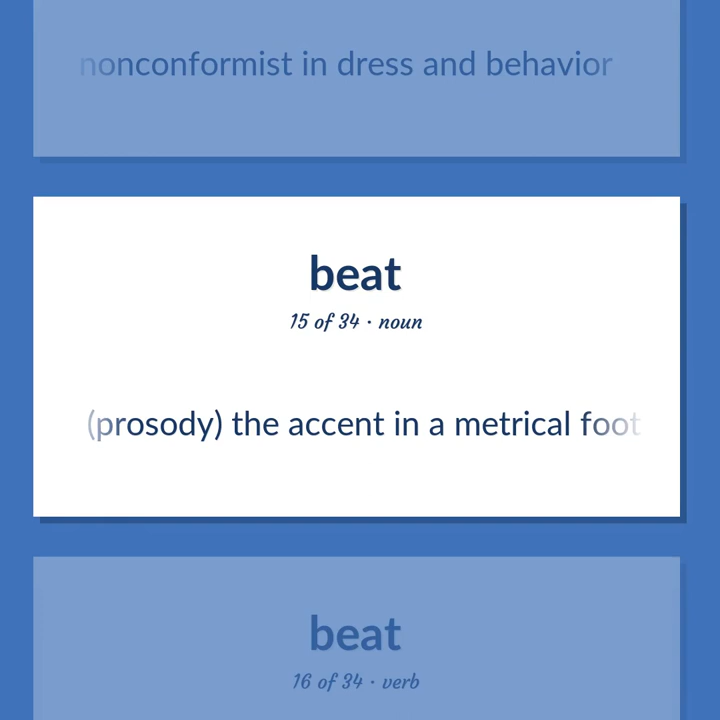 nonconformist in dress and behavior
beat
15 of 34 · noun
(prosody) the accent in a metrical foot
beat
16 of 34 · verb